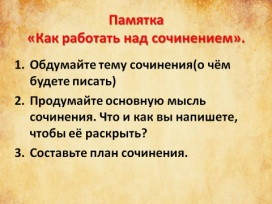 Памятка
«Как работать над сочинением».
1. Обдумайте тему сочинения(о чём
будете писать)
2. Продумайте основную мысль
сочинения. Что и как вы напишете,
чтобы её раскрыть?
3. Составьте план сочинения.